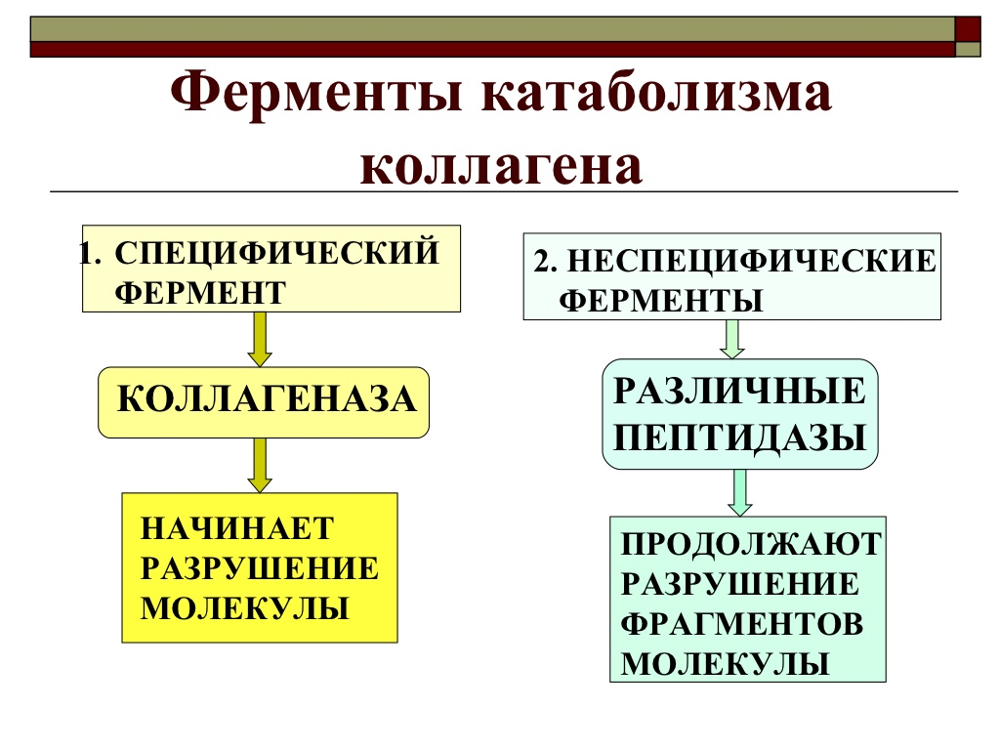 Ферменты катаболизма
коллагена
1. СПЕЦИФИЧЕСКИЙ
ФЕРМЕНТ
КОЛЛАГЕНАЗА
НАЧИНАЕТ
РАЗРУШЕНИЕ
МОЛЕКУЛЫ
2. НЕСПЕЦИФИЧЕСКИЕ
ФЕРМЕНТЫ
РАЗЛИЧНЫЕ
ПЕПТИДАЗЫ
ПРОДОЛЖАЮТ
РАЗРУШЕНИЕ
ФРАГМЕНТОВ
МОЛЕКУЛЫ